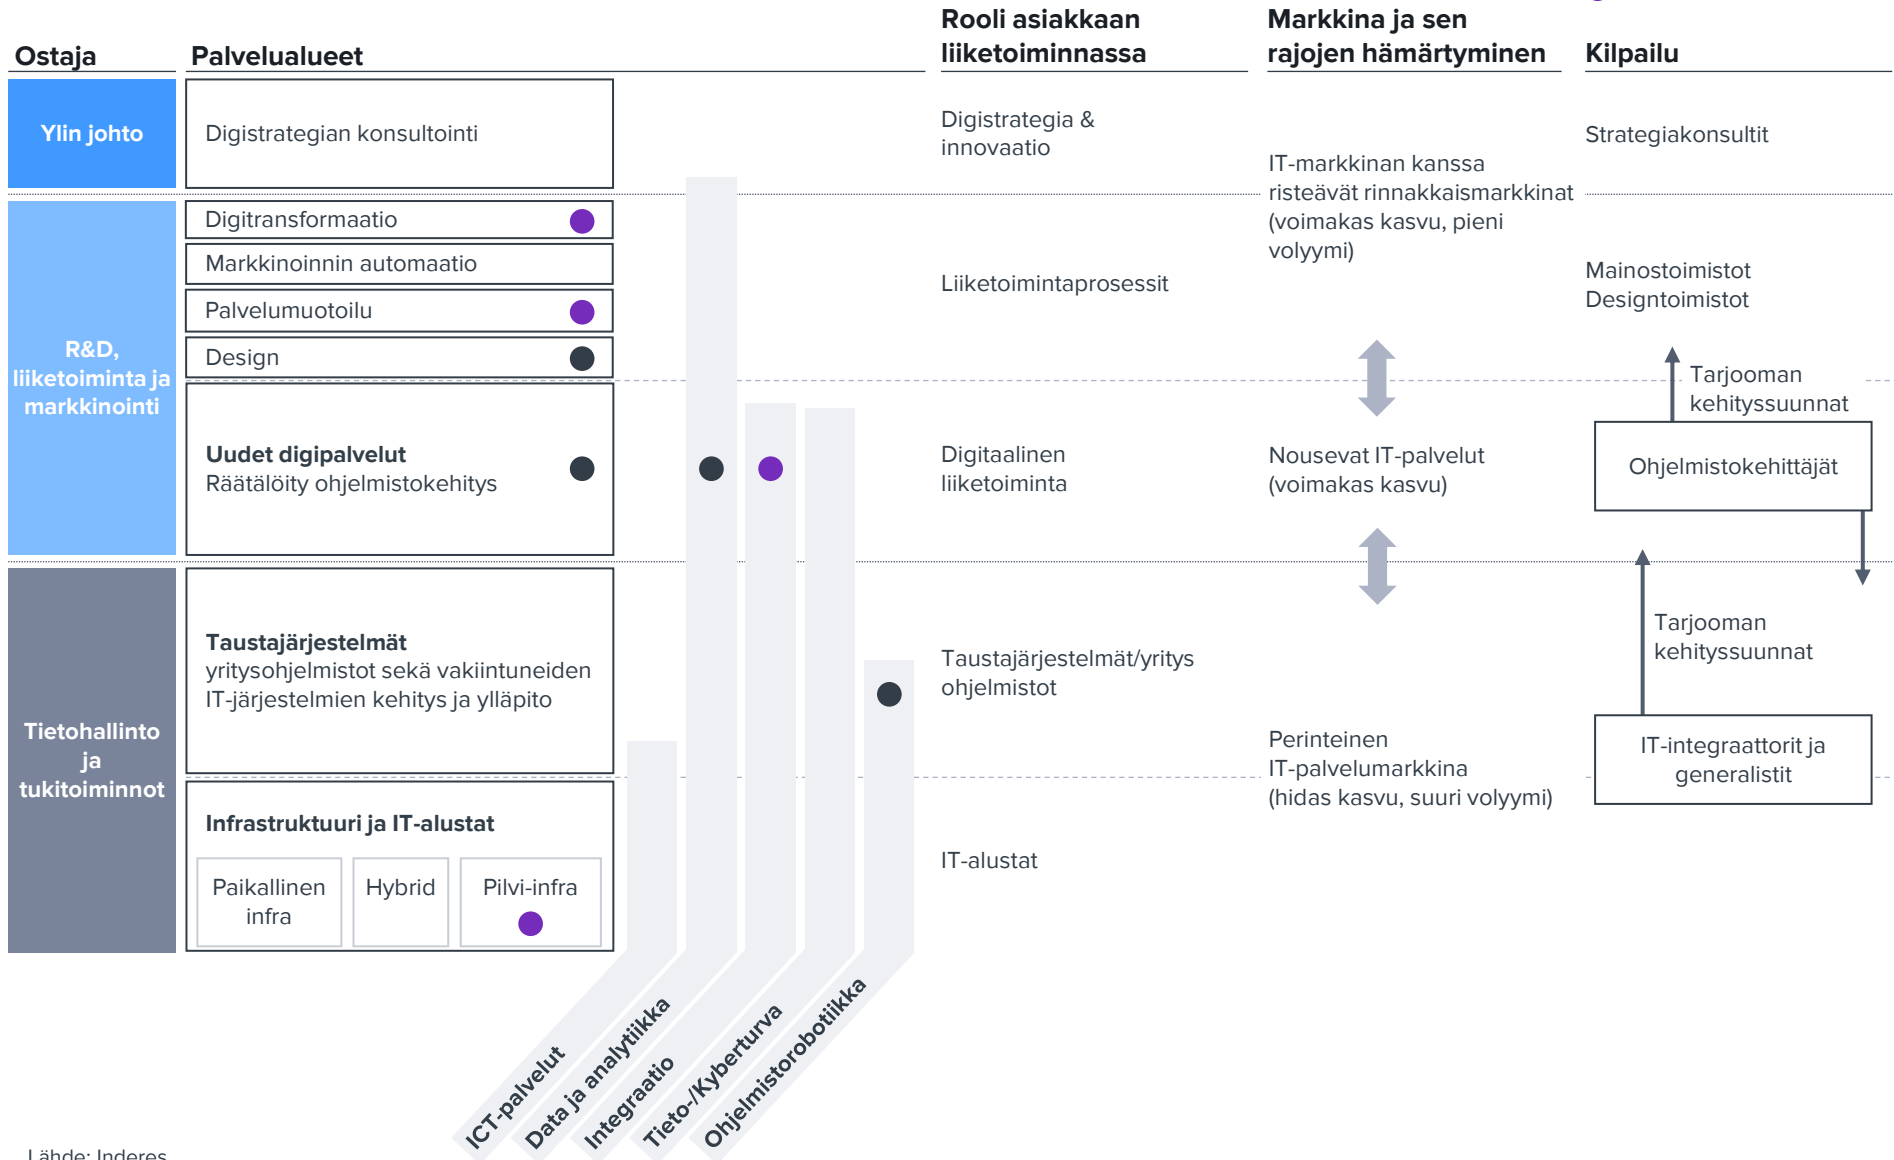 Ostaja
Palvelualueet
Rooli asiakkaan
liiketoiminnassa
Markkina ja sen
rajojen hämärtyminen
Kilpailu
Ylin johto
Digistrategian konsultointi
Digistrategia &
innovaatio
IT-markkinan kanssa
risteävät rinnakkaismarkkinat
(voimakas kasvu, pieni
volyymi)
Strategiakonsultit
R&D,
liiketoiminta ja
markkinointi
Digitransformaatio
Markkinoinnin automaatio
Palvelumuotoilu
Design
Liiketoimintaprosessit
Mainostoimistot
Designtoimistot
Tarjooman
kehityssuunnat
Uudet digipalvelut
Räätälöity ohjelmistokehitys
Digitaalinen
liiketoiminta
Nousevat IT-palvelut
(voimakas kasvu)
Ohjelmistokehittäjät
Tietohallinto
ja
tukitoiminnot
Taustajärjestelmät
yritysohjelmistot sekä vakiintuneiden
IT-järjestelmien kehitys ja ylläpito
Taustajärjestelmät/yritys
ohjelmistot
Tarjooman
kehityssuunnat
Perinteinen
IT-palvelumarkkina
(hidas kasvu, suuri volyymi)
IT-integraattorit ja
generalistit
Infrastruktuuri ja IT-alustat
Paikallinen
infra
Hybrid
Pilvi-infra
IT-alustat
ICT-palvelut
Data ja analytiikka
Integraatio
Tieto-/Kyberturva
Ohjelmistorobotiikka
Lähde: Inderes